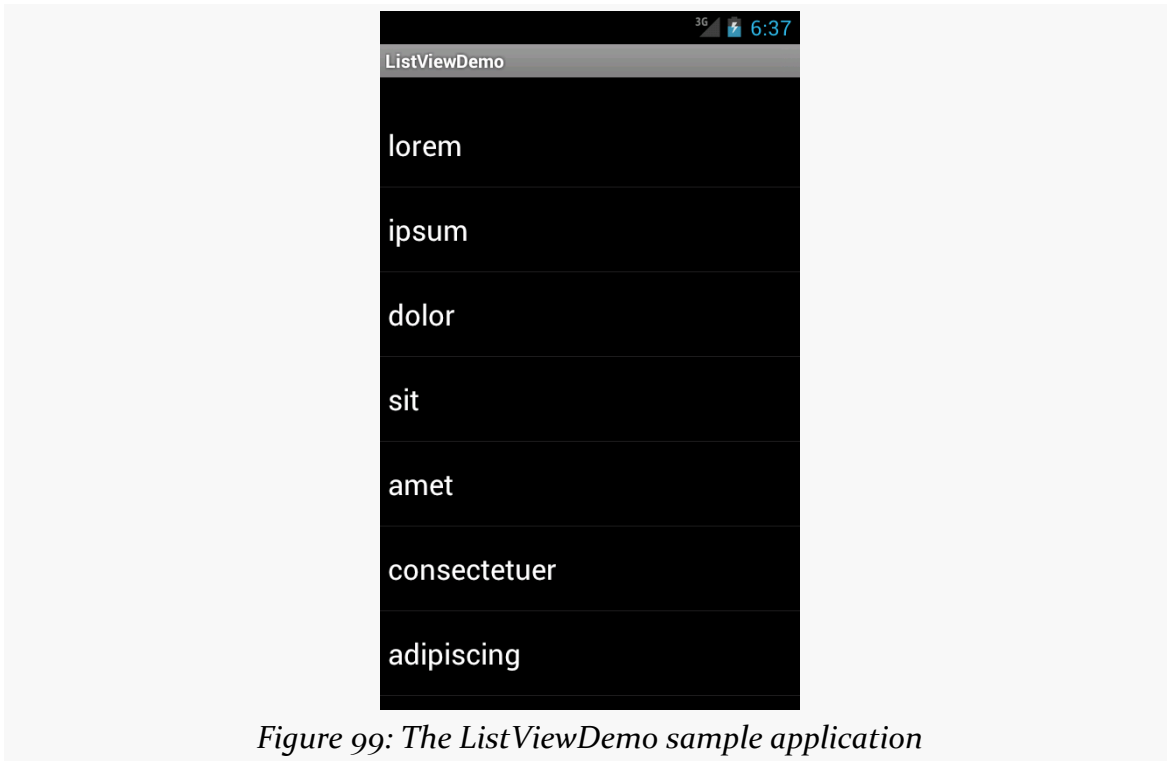 3G 6:37
ListViewDemo
lorem
ipsum
dolor
sit
amet
consectetuer
adipiscing
Figure 99: The ListViewDemo sample application